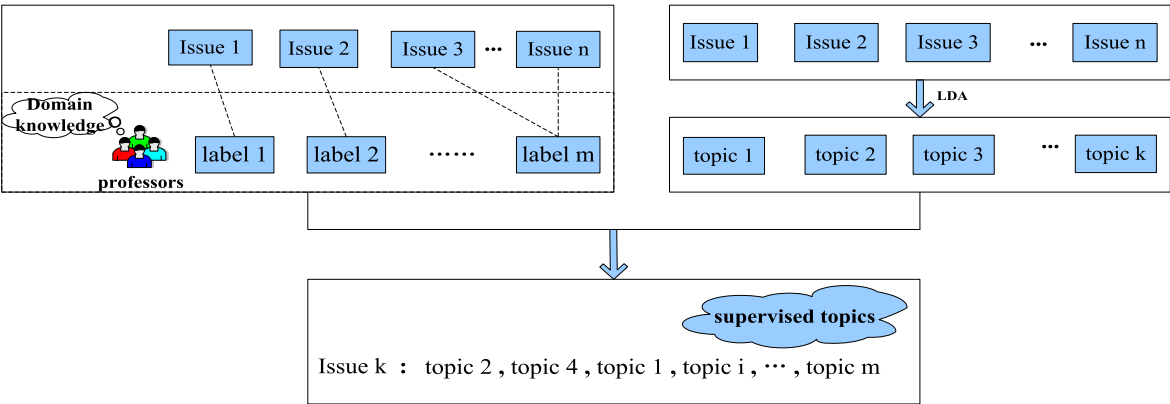 Issue 1 Issue 2 Issue 3 ... Issue n
Domain
knowledge
label 1 label 2 ...... label m
professors
Issue 1 Issue 2 Issue 3 ... Issue n
LDA
topic 1 topic 2 topic 3 ... topic k
supervised topics
Issue k : topic 2 , topic 4 , topic 1 , topic i , ... , topic m